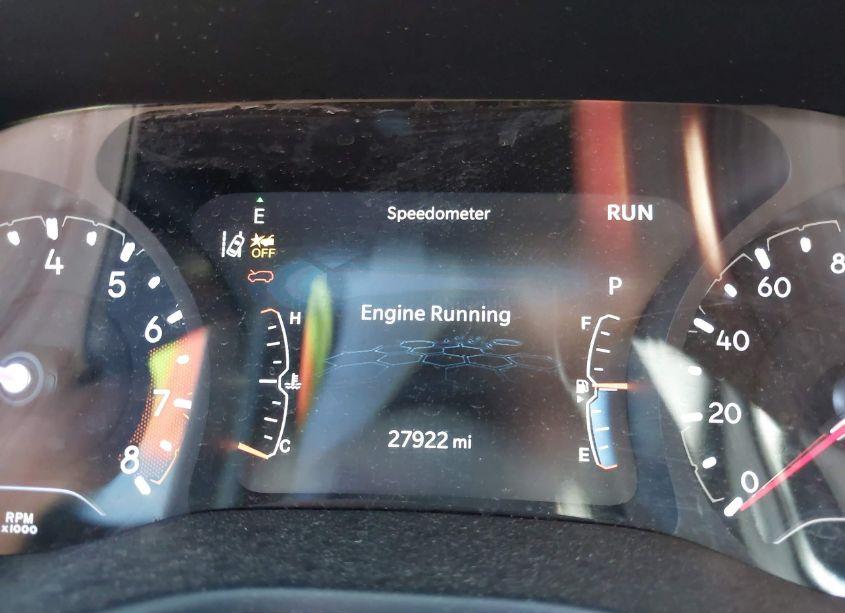 E
Speedometer
RUN
OFF
P
Engine Running
H
C
F
E
27922 mi
4
5
6
7
8
RPM
x1000
0
20
40
60
8